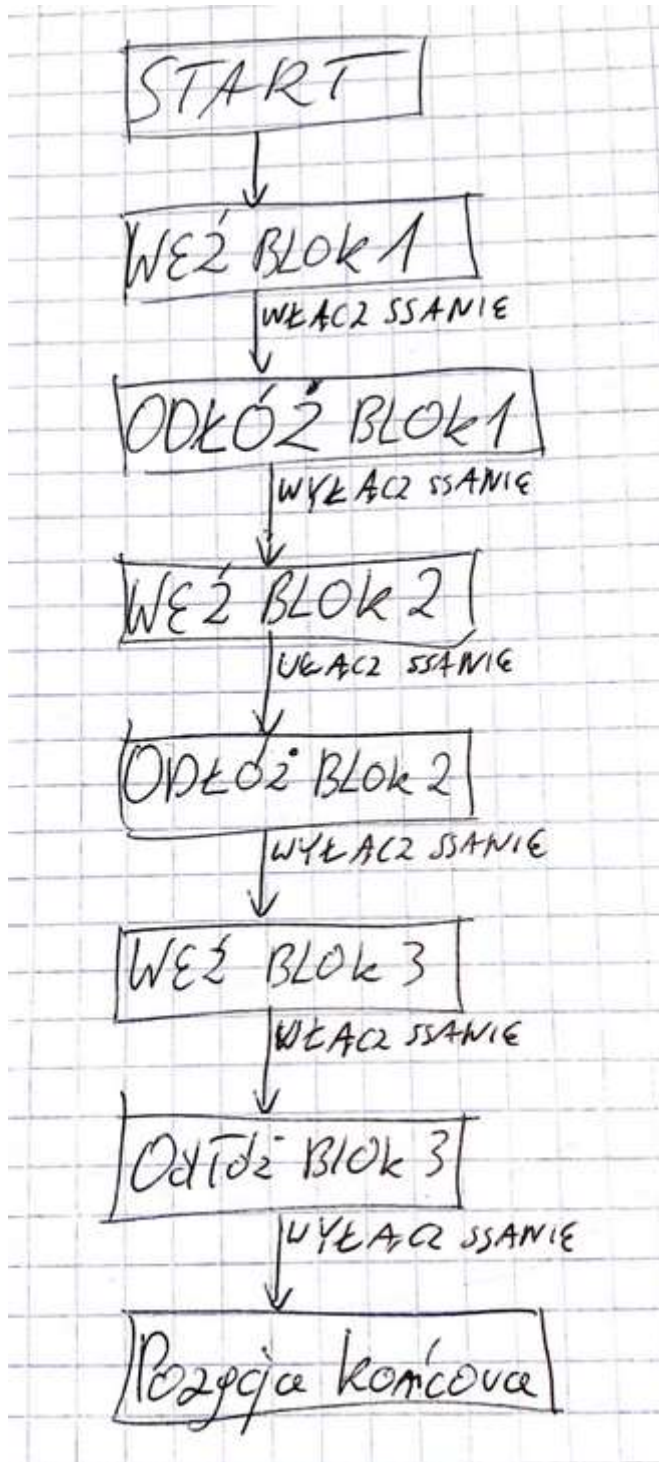 START
WEŹ BLOK 1
WŁĄCZ SSANIE
ODŁÓŻ BLOK 1
WYŁĄCZ SSANIE
WEŹ BLOK 2
WŁĄCZ SSANIE
ODŁÓŻ BLOK 2
WYŁĄCZ SSANIE
WEŹ BLOK 3
WŁĄCZ SSANIE
Odłóż BLOk 3
WYŁĄCZ SSANIE
Pozycja końcowa